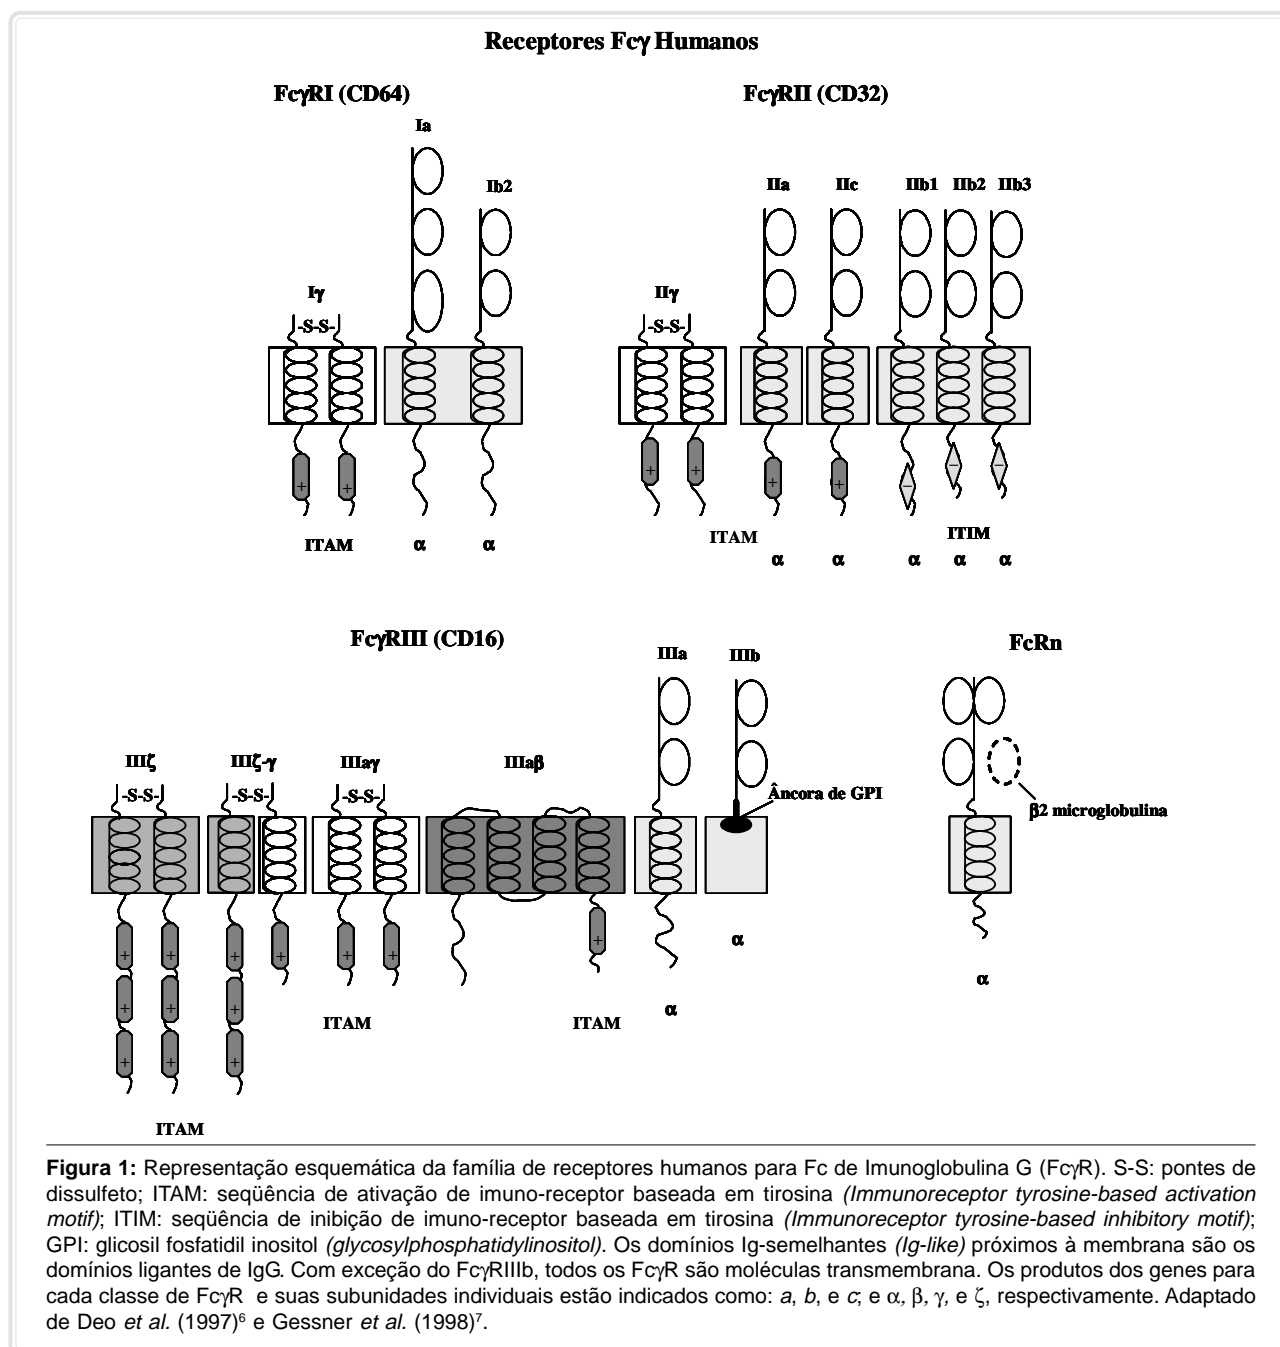 Receptores Fcγ Humanos
FcγRI (CD64)
FcγRII (CD32)
Ia
Ib2
IIa
IIc
IIb1
IIb2
IIb3
Iγ
-S-S-
IIγ
-S-S-
+
+
+
+
+
+
−
−
−
ITAM
α
α
ITAM
α
α
ITIM
α
α
α
FcγRIII (CD16)
FcRn
IIIa
IIIb
IIIζ
-S-S-
IIIζ-γ
-S-S-
IIIaγ
-S-S-
IIIaβ
Âncora de GPI
β2 microglobulina
+
+
+
+
+
+
+
+
+
+
+
+
+
α
α
α
ITAM
ITAM
ITAM
Figura 1: Representação esquemática da família de receptores humanos para Fc de Imunoglobulina G (FcγR). S-S: pontes de
dissulfeto; ITAM: seqüência de ativação de imuno-receptor baseada em tirosina (Immunoreceptor tyrosine-based activation
motif); ITIM: seqüência de inibição de imuno-receptor baseada em tirosina (Immunoreceptor tyrosine-based inhibitory motif);
GPI: glicosil fosfatidil inositol (glycosylphosphatidylinositol). Os domínios Ig-semelhantes (Ig-like) próximos à membrana são os
domínios ligantes de IgG. Com exceção do FcγRIIIb, todos os FcγR são moléculas transmembrana. Os produtos dos genes para
cada classe de FcγR e suas subunidades individuais estão indicados como: a, b, e c; e α, β, γ, e ζ, respectivamente. Adaptado
de Deo et al. (1997)⁶ e Gessner et al. (1998)⁷.